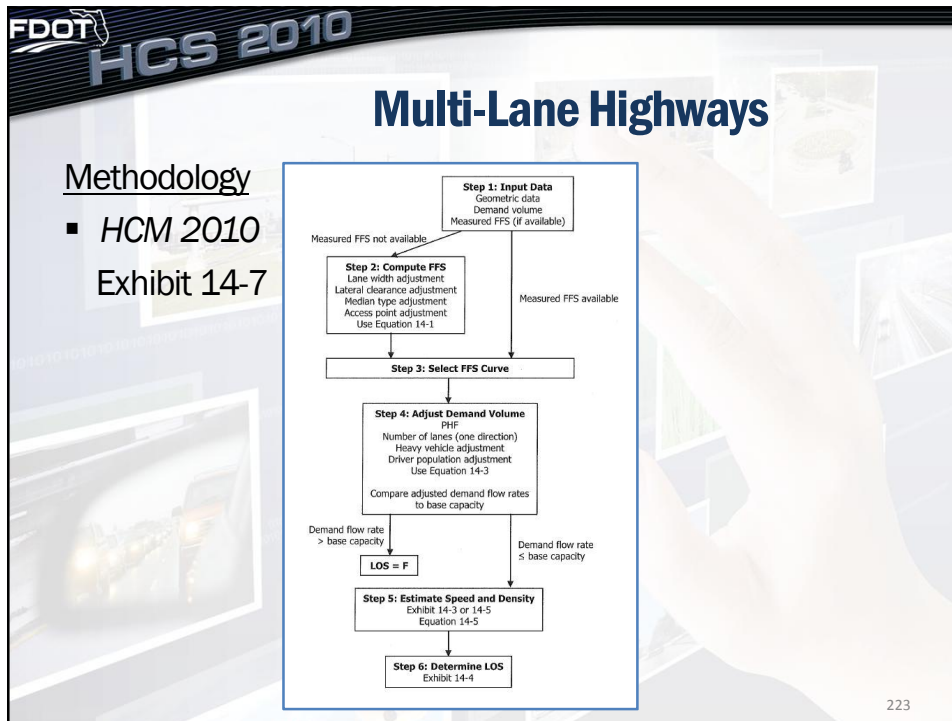 FDOT
HCS 2010
Multi-Lane Highways
Methodology
▪ HCM 2010
Exhibit 14-7
Step 1: Input Data
Geometric data
Demand volume
Measured FFS (if available)
Measured FFS not available
Step 2: Compute FFS
Lane width adjustment
Lateral clearance adjustment
Median type adjustment
Access point adjustment
Use Equation 14-1
Measured FFS available
Step 3: Select FFS Curve
Step 4: Adjust Demand Volume
PHF
Number of lanes (one direction)
Heavy vehicle adjustment
Driver population adjustment
Use Equation 14-3
Compare adjusted demand flow rates
to base capacity
Demand flow rate
> base capacity
Demand flow rate
≤ base capacity
LOS = F
Step 5: Estimate Speed and Density
Exhibit 14-3 or 14-5
Equation 14-5
Step 6: Determine LOS
Exhibit 14-4
223